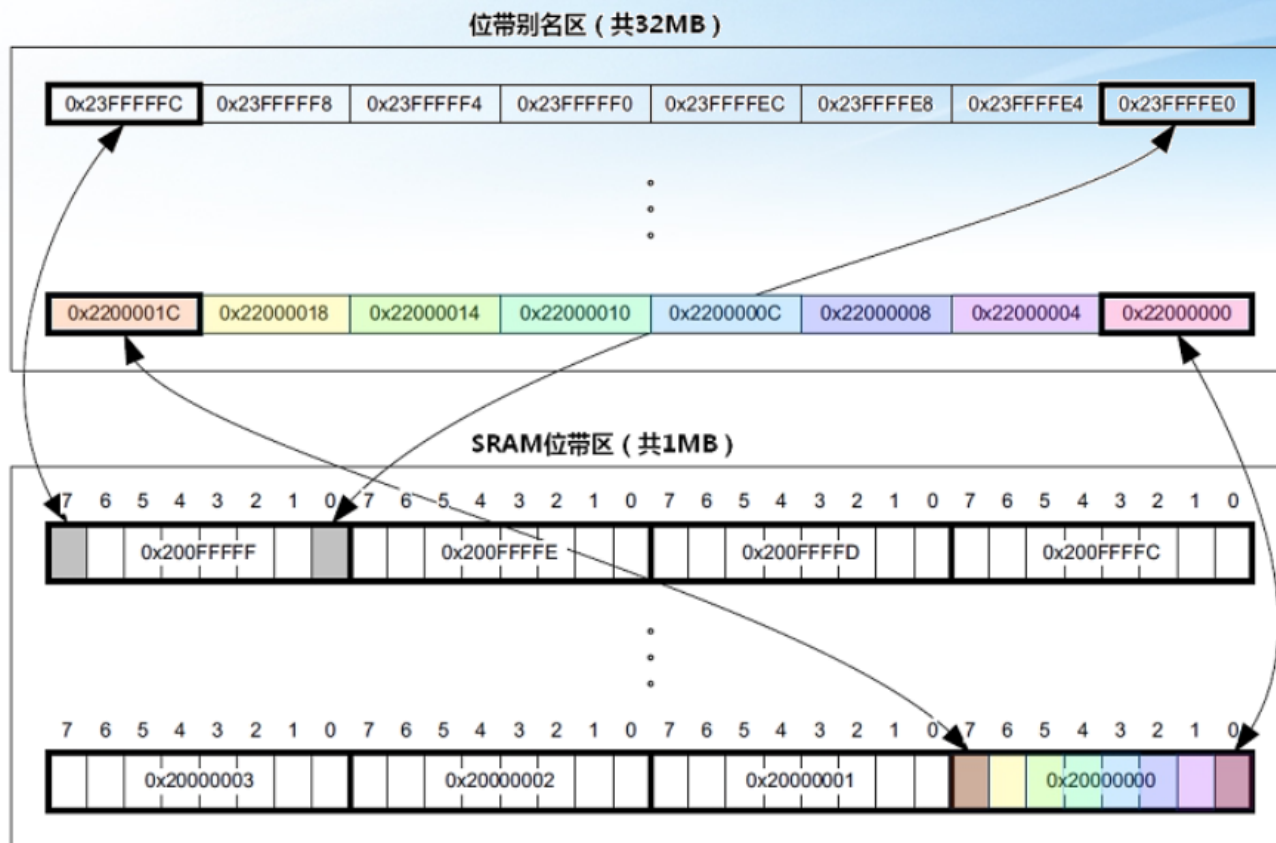 位带别名区（共32MB）
0x23FFFFFC 0x23FFFFF8 0x23FFFFF4 0x23FFFFF0 0x23FFFFEC 0x23FFFFE8 0x23FFFFE4 0x23FFFFE0
0x2200001C 0x22000018 0x22000014 0x22000010 0x2200000C 0x22000008 0x22000004 0x22000000
SRAM位带区（共1MB）
7 6 5 4 3 2 1 0 7 6 5 4 3 2 1 0 7 6 5 4 3 2 1 0 7 6 5 4 3 2 1 0
0x200FFFFF 0x200FFFFE 0x200FFFFD 0x200FFFFC
7 6 5 4 3 2 1 0 7 6 5 4 3 2 1 0 7 6 5 4 3 2 1 0 7 6 5 4 3 2 1 0
0x20000003 0x20000002 0x20000001 0x20000000